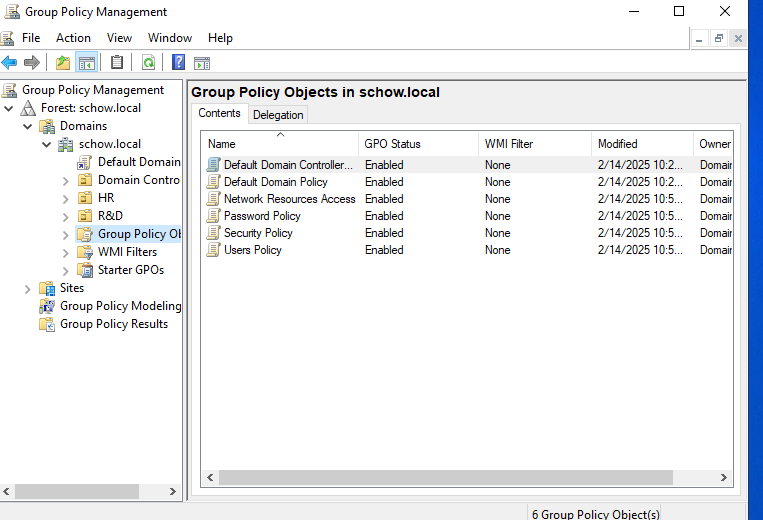 Group Policy Management
File Action View Window Help
Group Policy Management
Forest: schow.local
Domains
schow.local
Default Domain
Domain Contro
HR
R&D
Group Policy Ob
WMI Filters
Starter GPOs
Sites
Group Policy Modeling
Group Policy Results
Group Policy Objects in schow.local
Contents Delegation
Name GPO Status WMI Filter Modified Owner
Default Domain Controller... Enabled None 2/14/2025 10:2... Domair
Default Domain Policy Enabled None 2/14/2025 10:2... Domair
Network Resources Access Enabled None 2/14/2025 10:5... Domair
Password Policy Enabled None 2/14/2025 10:5... Domair
Security Policy Enabled None 2/14/2025 10:5... Domair
Users Policy Enabled None 2/14/2025 10:5... Domair
6 Group Policy Object(s)